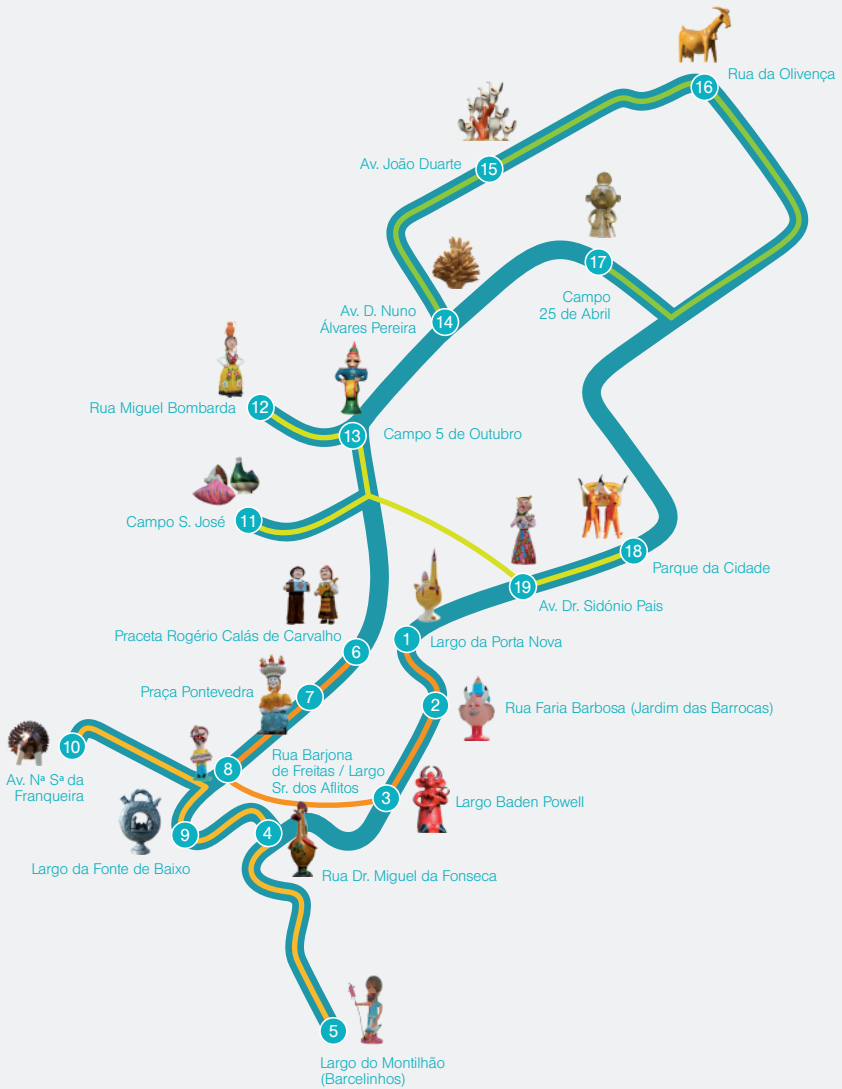 16
Rua da Olivença
Av. João Duarte
15
17
Campo
25 de Abril
Av. D. Nuno
Álvares Pereira
14
Rua Miguel Bombarda
12
13
Campo 5 de Outubro
Campo S. José
11
18
Parque da Cidade
19
Av. Dr. Sidónio Pais
Praceta Rogério Calás de Carvalho
6
1
Largo da Porta Nova
Praça Pontevedra
7
2
Rua Faria Barbosa (Jardim das Barrocas)
10
Av. Nª Sª da
Franqueira
8
Rua Barjona
de Freitas / Largo
Sr. dos Aflitos
3
Largo Baden Powell
9
Largo da Fonte de Baixo
4
Rua Dr. Miguel da Fonseca
5
Largo do Montilhão
(Barcelinhos)